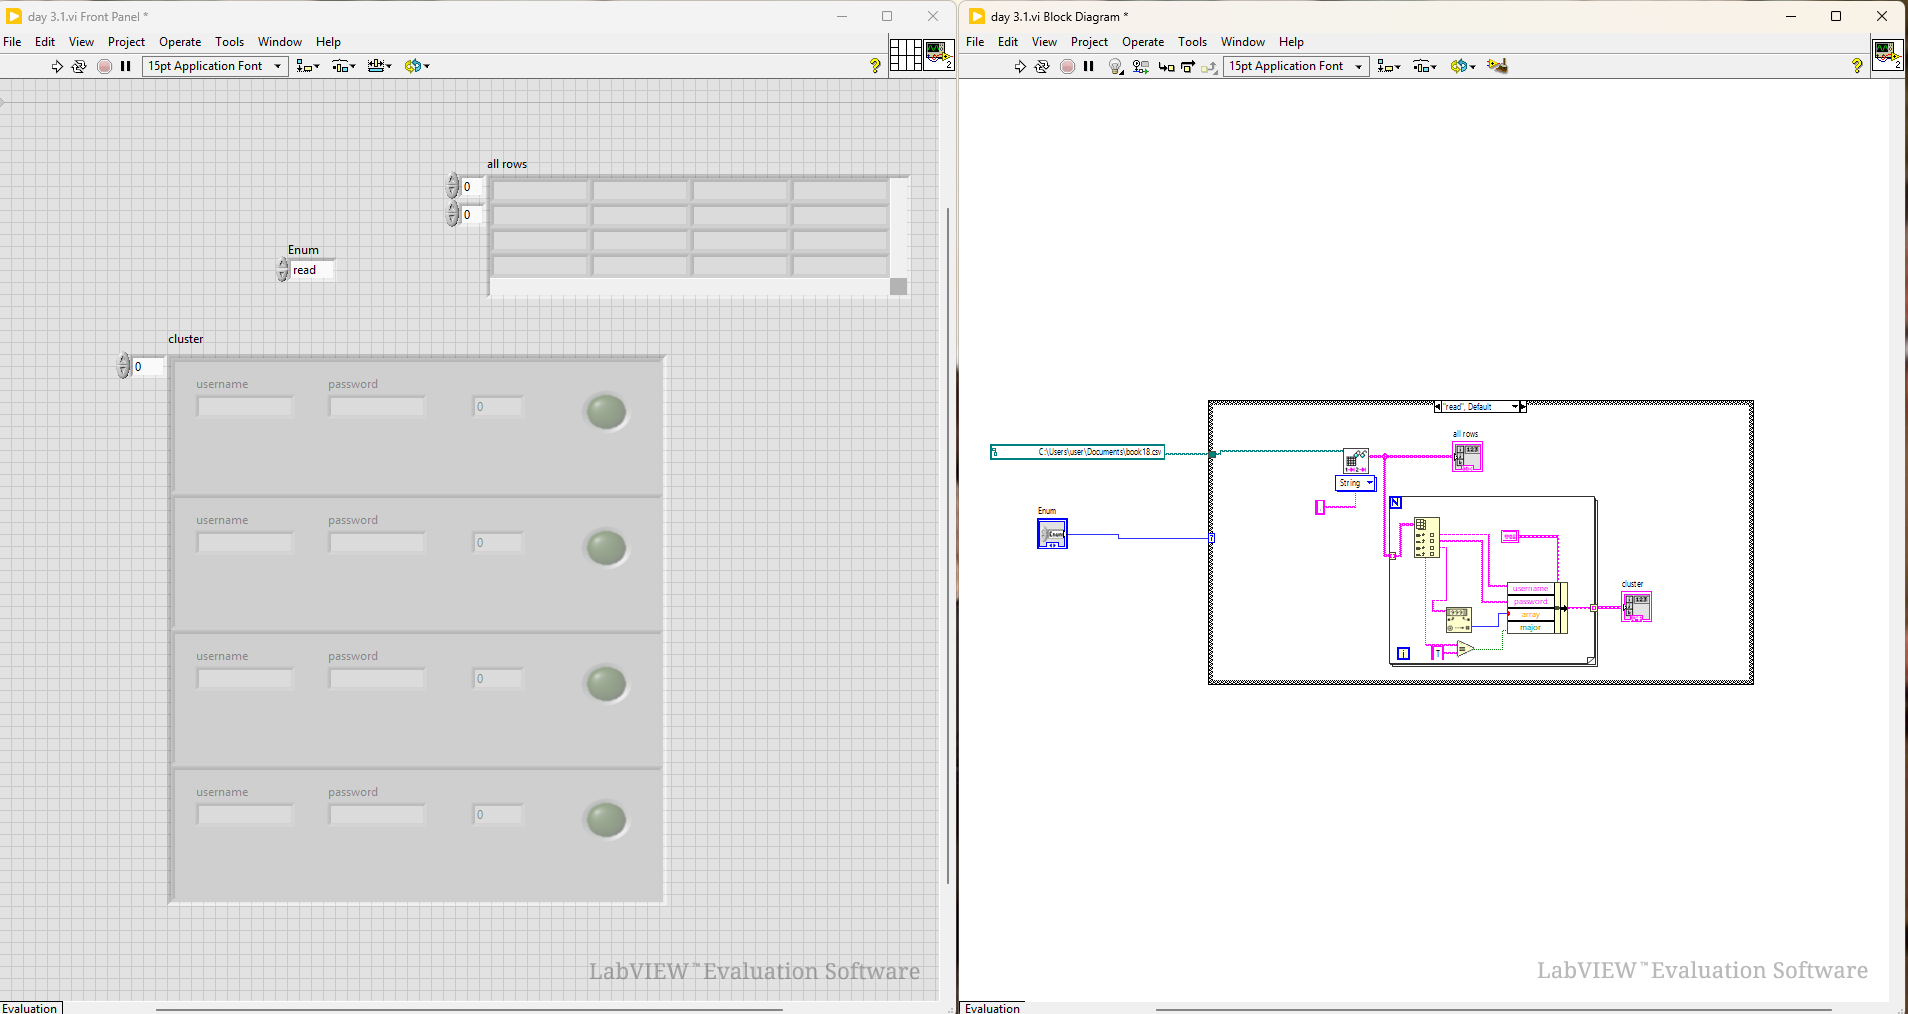 day 3.1.vi Front Panel *
File Edit View Project Operate Tools Window Help
15pt Application Font
2
all rows
0
0
Enum
read
cluster
0
username password
0
username password
0
username password
0
username password
0
LabVIEW™ Evaluation Software
Evaluation
day 3.1.vi Block Diagram *
File Edit View Project Operate Tools Window Help
15pt Application Font
2
"read", Default
all rows
C:\Users\user\Documents\book18.csv
String
Enum
Enum
N
username
password
array
major
i
T
cluster
LabVIEW™ Evaluation Software
Evaluation